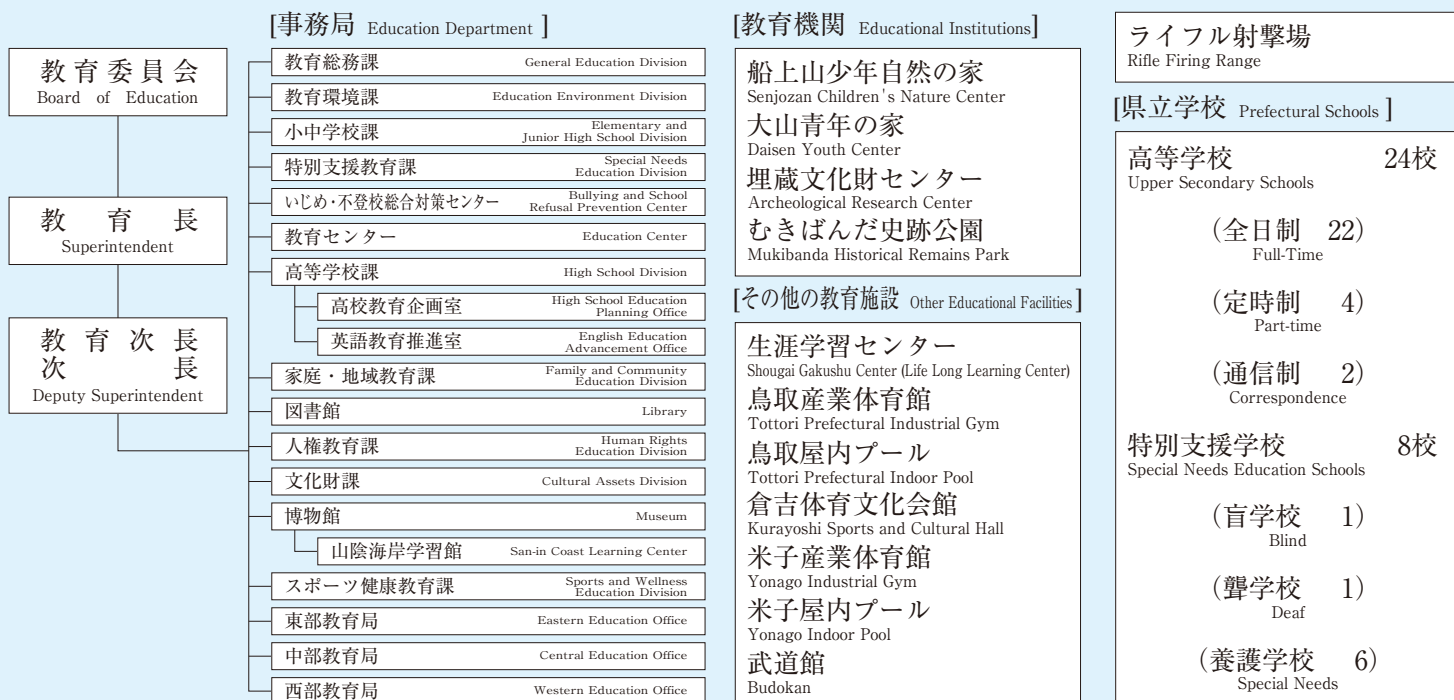 教育委員会
Board of Education
教育長
Superintendent
教育次長
次長
Deputy Superintendent
[事務局 Education Department ]
教育総務課 General Education Division
教育環境課 Education Environment Division
小中学校課 Elementary and
Junior High School Division
特別支援教育課 Special Needs
Education Division
いじめ・不登校総合対策センター Bullying and School
Refusal Prevention Center
教育センター Education Center
高等学校課 High School Division
高校教育企画室 High School Education
Planning Office
英語教育推進室 English Education
Advancement Office
家庭・地域教育課 Family and Community
Education Division
図書館 Library
人権教育課 Human Rights
Education Division
文化財課 Cultural Assets Division
博物館 Museum
山陰海岸学習館 San-in Coast Learning Center
スポーツ健康教育課 Sports and Wellness
Education Division
東部教育局 Eastern Education Office
中部教育局 Central Education Office
西部教育局 Western Education Office
[教育機関 Educational Institutions]
船上山少年自然の家
Senjozan Children's Nature Center
大山青年の家
Daisen Youth Center
埋蔵文化財センター
Archeological Research Center
むきばんだ史跡公園
Mukibanda Historical Remains Park
[その他の教育施設 Other Educational Facilities]
生涯学習センター
Shougai Gakushu Center (Life Long Learning Center)
鳥取産業体育館
Tottori Prefectural Industrial Gym
鳥取屋内プール
Tottori Prefectural Indoor Pool
倉吉体育文化会館
Kurayoshi Sports and Cultural Hall
米子産業体育館
Yonago Industrial Gym
米子屋内プール
Yonago Indoor Pool
武道館
Budokan
ライフル射撃場
Rifle Firing Range
[県立学校 Prefectural Schools ]
高等学校 24校
Upper Secondary Schools
(全日制 22)
Full-Time
(定時制 4)
Part-time
(通信制 2)
Correspondence
特別支援学校 8校
Special Needs Education Schools
(盲学校 1)
Blind
(聾学校 1)
Deaf
(養護学校 6)
Special Needs